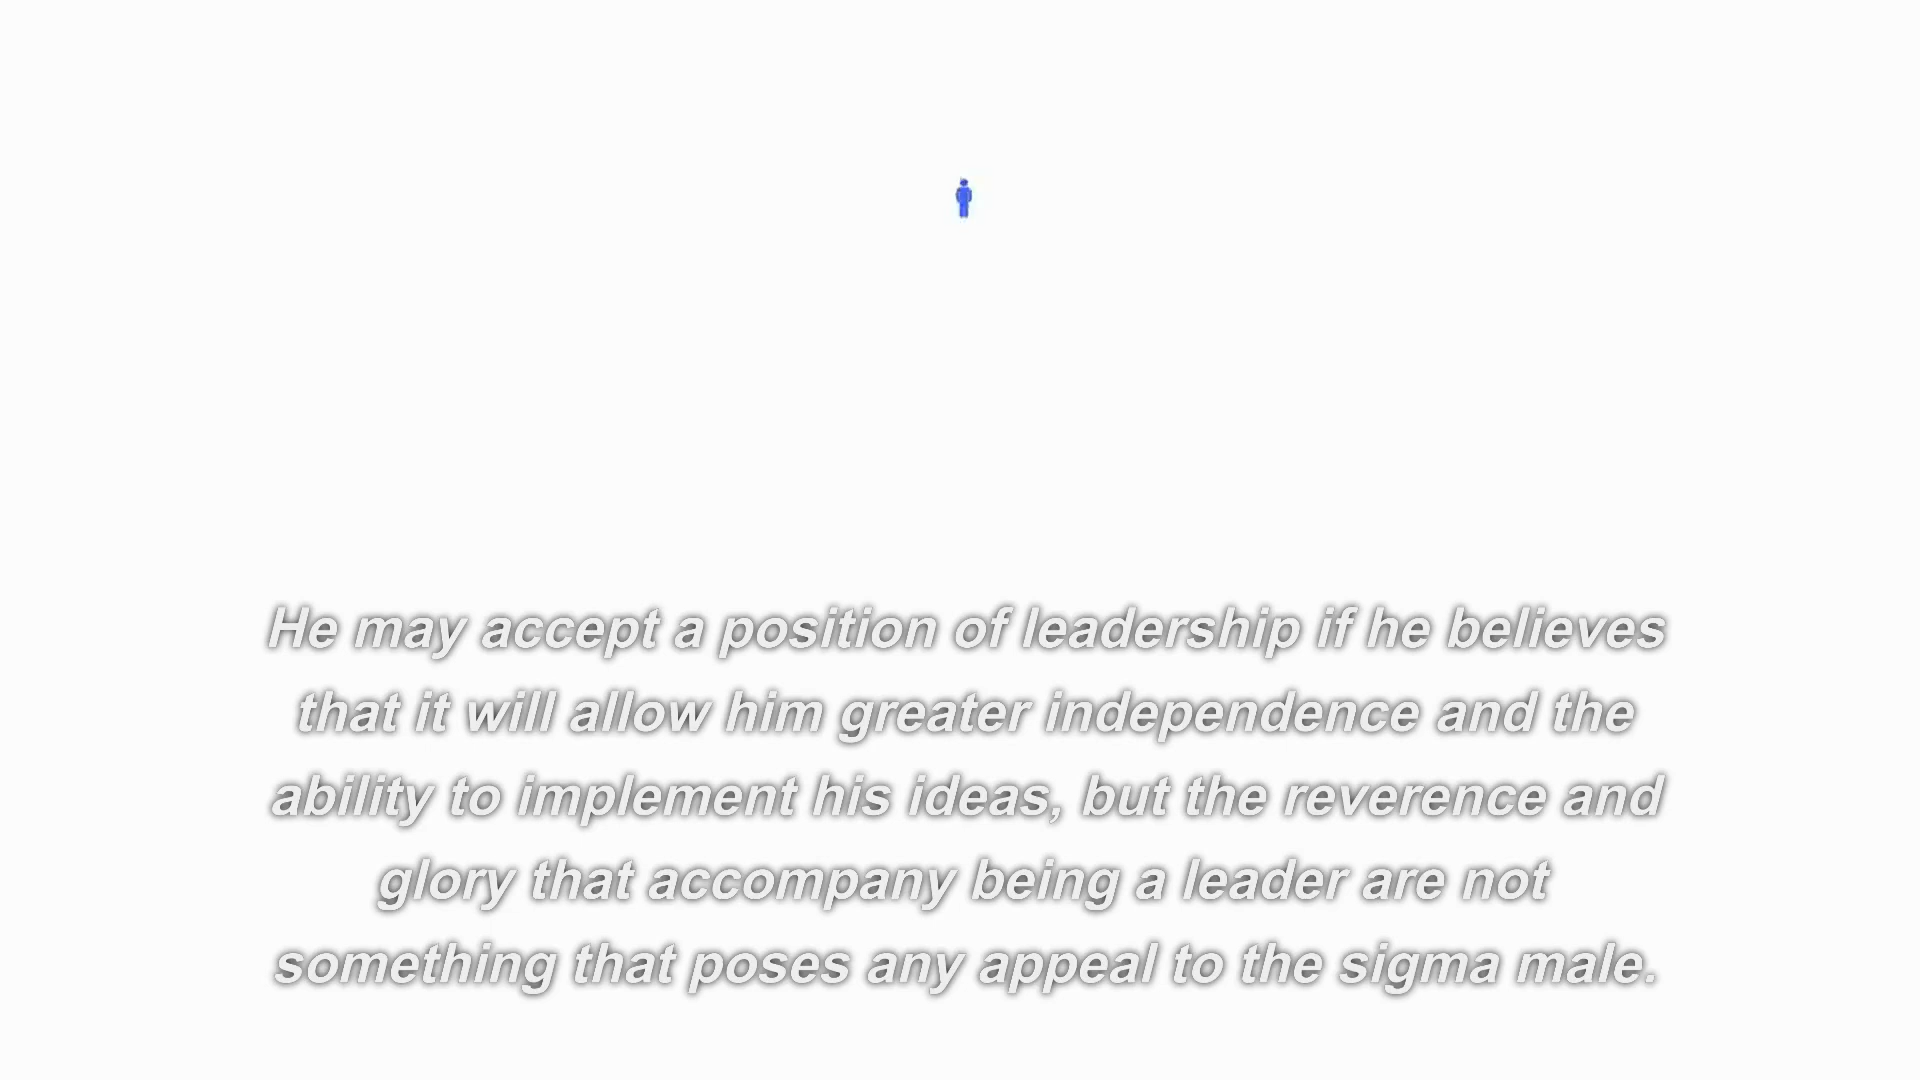 He may accept a position of leadership if he believes
that it will allow him greater independence and the
ability to implement his ideas, but the reverence and
glory that accompany being a leader are not
something that poses any appeal to the sigma male.